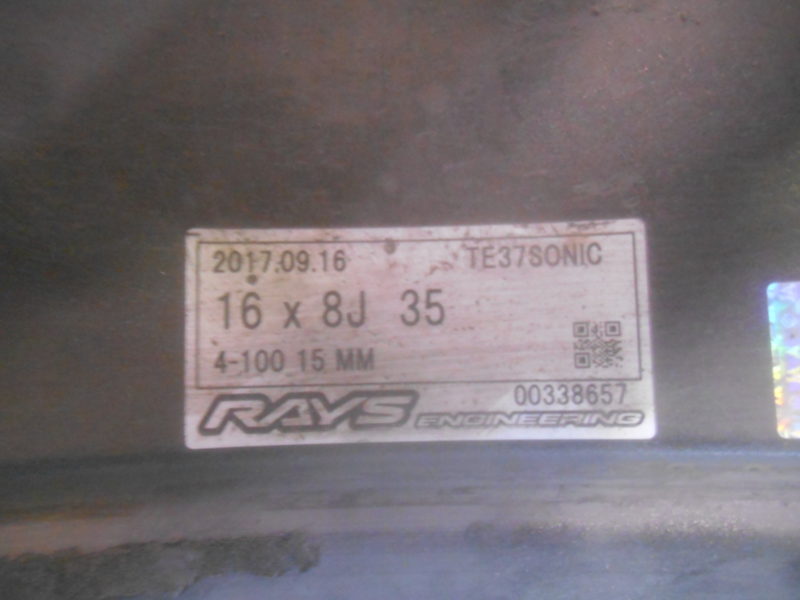 2017.09.16 TE37SONIC
16 x 8J 35
4-100 15 MM
00338657
RAYS ENGINEERING